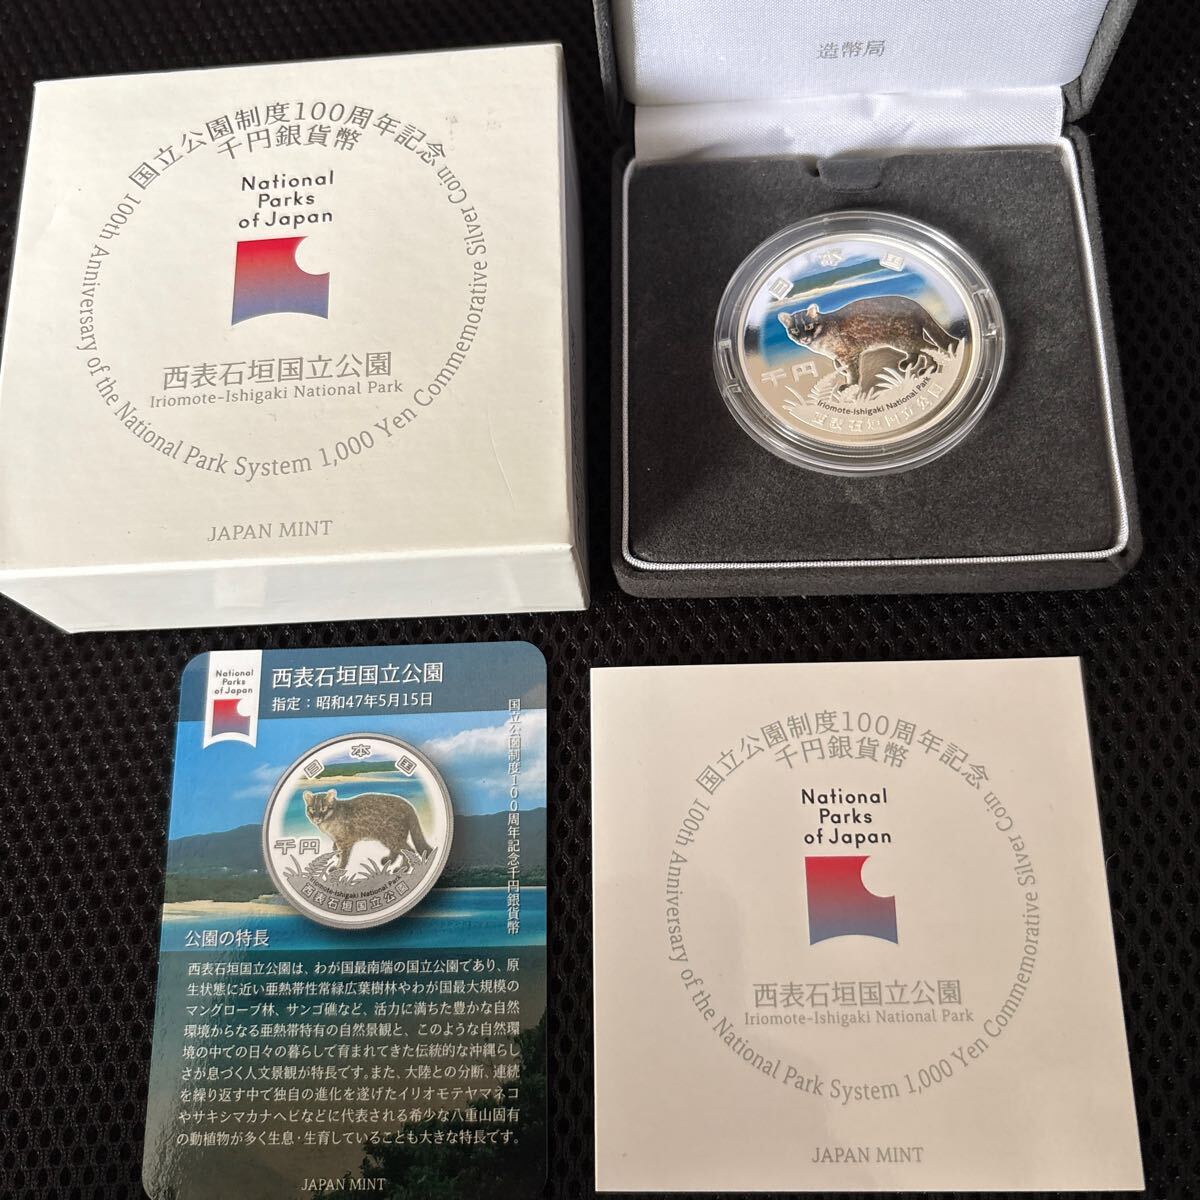 国立公園制度100周年記念
千円銀貨幣
100th Anniversary of the National Park System 1,000 Yen Commemorative Silver Coin
National
Parks
of Japan
西表石垣国立公園
Iriomote-Ishigaki National Park
JAPAN MINT
造幣局
日本国
千円
Iriomote-Ishigaki National Park
西表石垣国立公園
National
Parks
of Japan
西表石垣国立公園
指定：昭和47年5月15日
国立公園制度100周年記念千円銀貨幣
日本国
千円
Iriomote-Ishigaki National Park
西表石垣国立公園
公園の特長
西表石垣国立公園は、わが国最南端の国立公園であり、原
生状態に近い亜熱帯性常緑広葉樹林やわが国最大規模の
マングローブ林、サンゴ礁など、活力に満ちた豊かな自然
環境からなる亜熱帯特有の自然景観と、このような自然環
境の中での日々の暮らしで育まれてきた伝統的な沖縄らし
さが息づく人文景観が特長です。また、大陸との分断、連続
を繰り返す中で独自の進化を遂げたイリオモテヤマネコ
やサキシマカナヘビなどに代表される希少な八重山固有
の動植物が多く生息・生育していることも大きな特長です。
JAPAN MINT
国立公園制度100周年記念
千円銀貨幣
100th Anniversary of the National Park System 1,000 Yen Commemorative Silver Coin
National
Parks
of Japan
西表石垣国立公園
Iriomote-Ishigaki National Park
JAPAN MINT